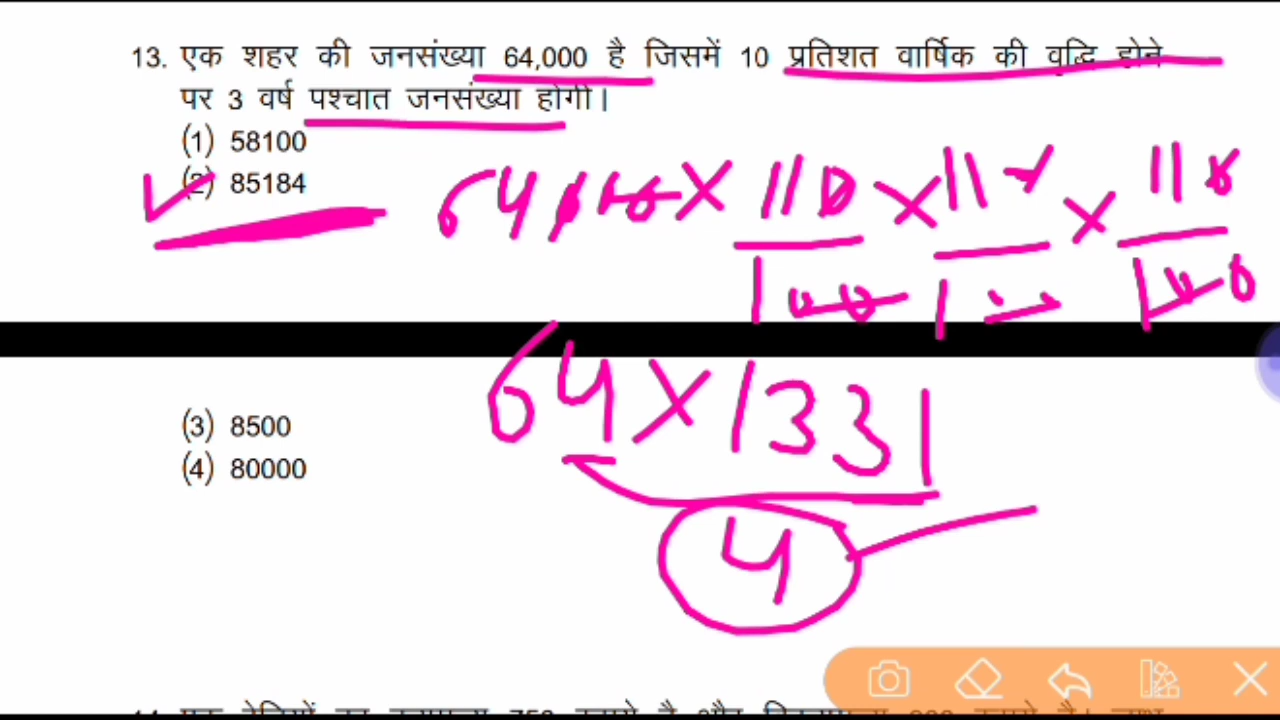 13. एक शहर की जनसंख्या 64,000 है जिसमें 10 प्रतिशत वार्षिक की वृद्धि होने
पर 3 वर्ष पश्चात जनसंख्या होगी।
(1) 58100
(2) 85184
64000 × 110 × 110 × 110
100 100 100
64 × 1331
4
(3) 8500
(4) 80000